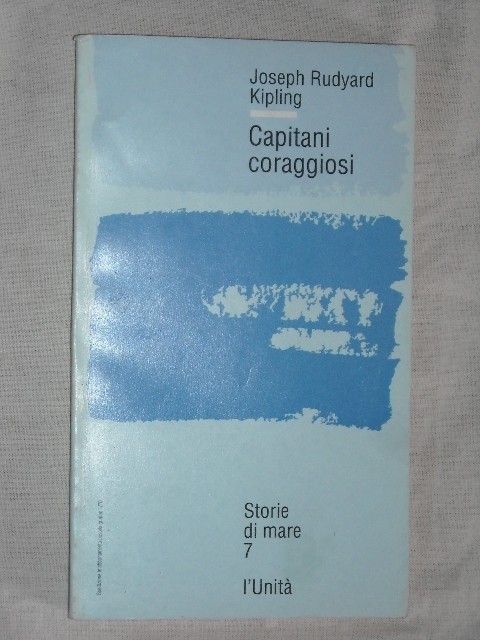 Joseph Rudyard
Kipling
Capitani
coraggiosi
Storie
di mare
7
l'Unità